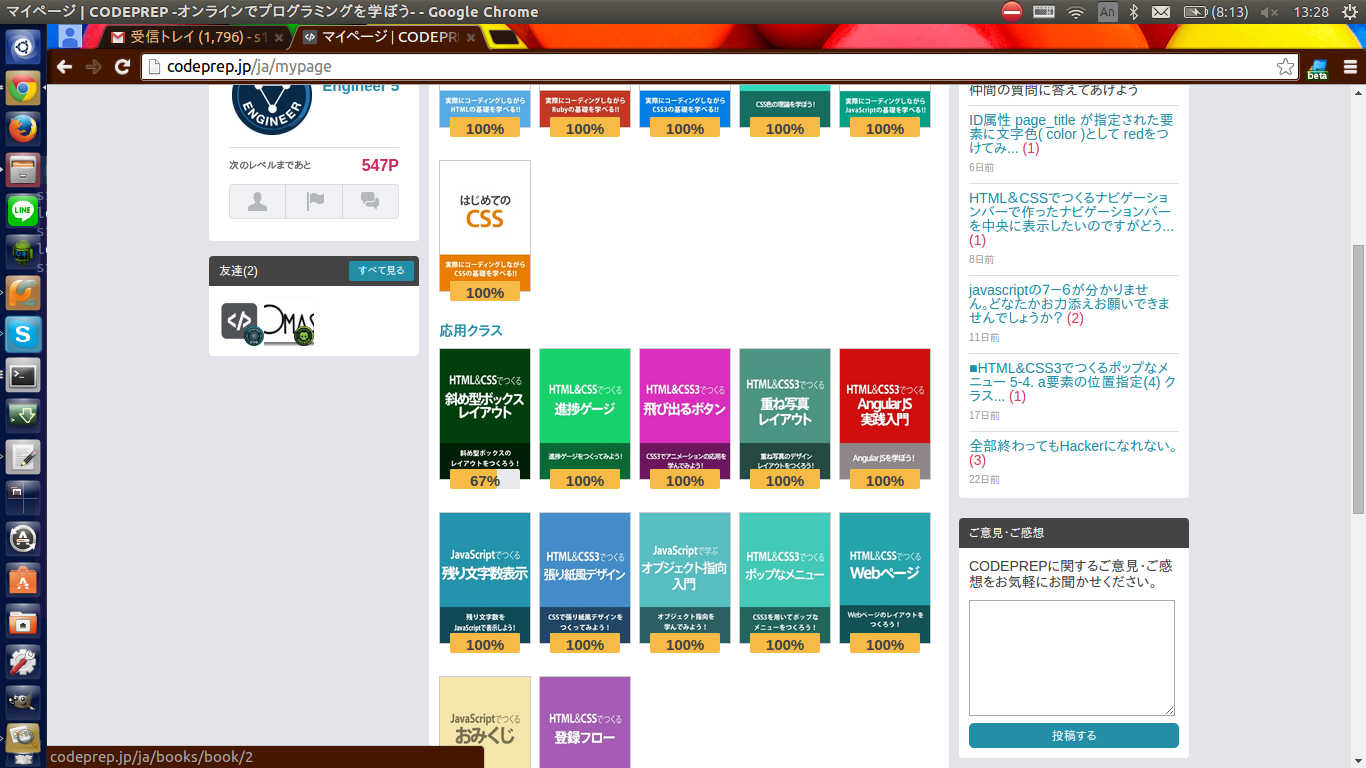 マイページ | CODEPREP -オンラインでプログラミングを学ぼう- - Google Chrome
An
(8:13)
13:28
受信トレイ (1,796) - s1
マイページ | CODEPR
codeprep.jp/ja/mypage
beta
ENGINEER
Engineer 5
次のレベルまであと
547P
友達(2)
すべて見る
実際にコーディングしながら
HTMLの基礎を学べる!!
100%
実際にコーディングしながら
Rubyの基礎を学べる!!
100%
実際にコーディングしながら
CSS3の基礎を学べる!!
100%
CSS色の理論を学ぼう!
100%
実際にコーディングしながら
JavaScriptの基礎を学べる!!
100%
はじめての
CSS
実際にコーディングしながら
CSSの基礎を学べる!!
100%
応用クラス
HTML&CSSでつくる
斜め型ボックス
レイアウト
斜め型ボックスの
レイアウトをつくろう!
67%
HTML&CSSでつくる
進捗ゲージ
進捗ゲージをつくってみよう!
100%
HTML&CSS3でつくる
飛び出るボタン
CSS3でアニメーションの応用を
学んでみよう!
100%
HTML&CSS3でつくる
重ね写真
レイアウト
重ね写真のデザイン
レイアウトをつくろう!
100%
HTML&CSS3でつくる
AngularJS
実践入門
AngularJSを学ぼう!
100%
JavaScriptでつくる
残り文字数表示
残り文字数を
JavaScriptで表示しよう!
100%
HTML&CSS3でつくる
張り紙風デザイン
CSSで張り紙風デザインを
つくってみよう!
100%
JavaScriptで学ぶ
オブジェクト指向
入門
オブジェクト指向を
学んでみよう!
100%
HTML&CSS3でつくる
ポップなメニュー
CSS3を用いてポップな
メニューをつくろう!
100%
HTML&CSSでつくる
Webページ
Webページのレイアウトを
つくろう!
100%
JavaScriptでつくる
おみくじ
HTML&CSSでつくる
登録フロー
仲間の質問に答えてあげよう
ID属性 page_title が指定された要
素に文字色( color )として redをつ
けてみ... (1)
6日前
HTML&CSSでつくるナビゲーショ
ンバーで作ったナビゲーションバー
を中央に表示したいのですがどう...
(1)
8日前
javascriptの7−6が分かりませ
ん。どなたかお力添えお願いできま
せんでしょうか? (2)
11日前
■HTML&CSS3でつくるポップなメ
ニュー 5-4. a要素の位置指定(4) ク
ラス... (1)
17日前
全部終わってもHackerになれない。
(3)
22日前
ご意見・ご感想
CODEPREPに関するご意見・ご感
想をお気軽にお聞かせください。
投稿する
LINE
codeprep.jp/ja/books/book/2